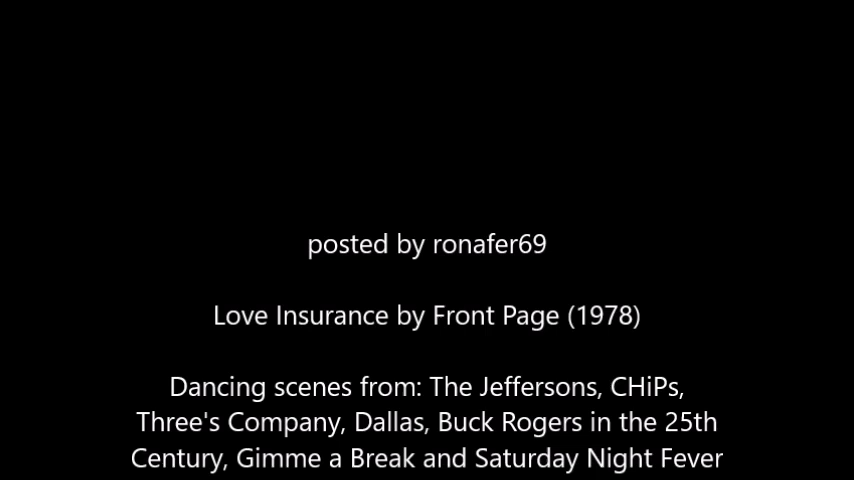 posted by ronafer69
Love Insurance by Front Page (1978)
Dancing scenes from: The Jeffersons, CHiPs,
Three's Company, Dallas, Buck Rogers in the 25th
Century, Gimme a Break and Saturday Night Fever